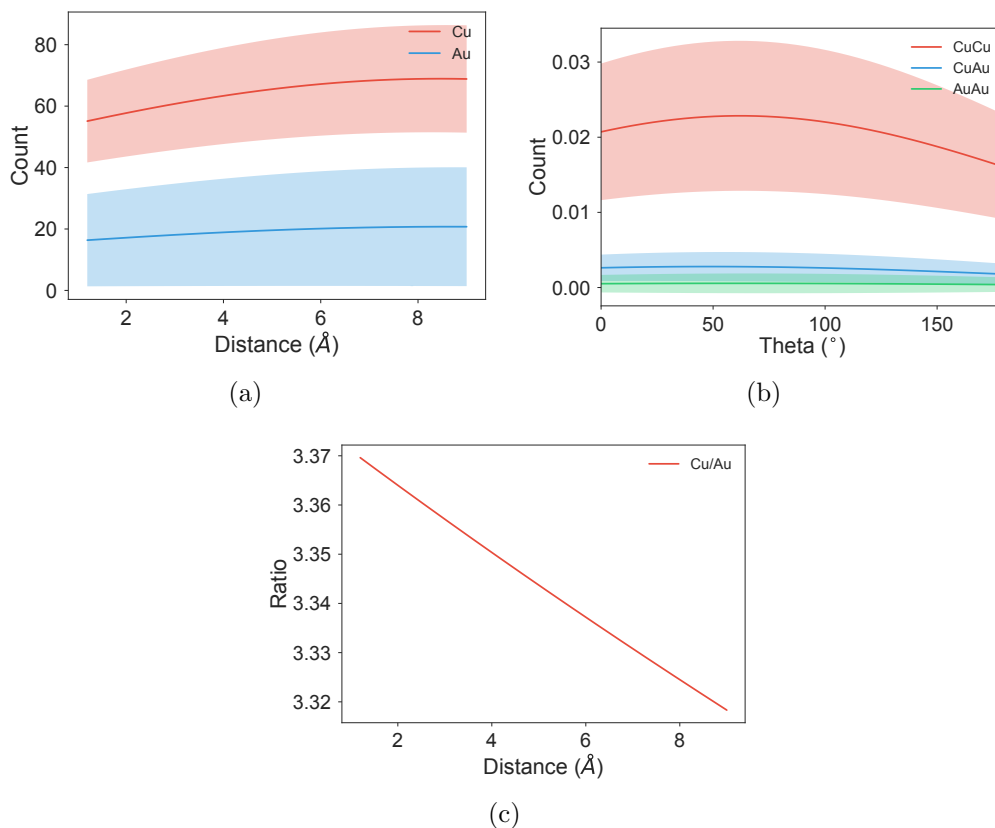 80
60
40
20
0
Count
2
4
6
8
Distance (Å)
Cu
Au
(a)
0.03
0.02
0.01
0.00
Count
0
50
100
150
Theta (°)
CuCu
CuAu
AuAu
(b)
3.37
3.36
3.35
3.34
3.33
3.32
Ratio
2
4
6
8
Distance (Å)
Cu/Au
(c)